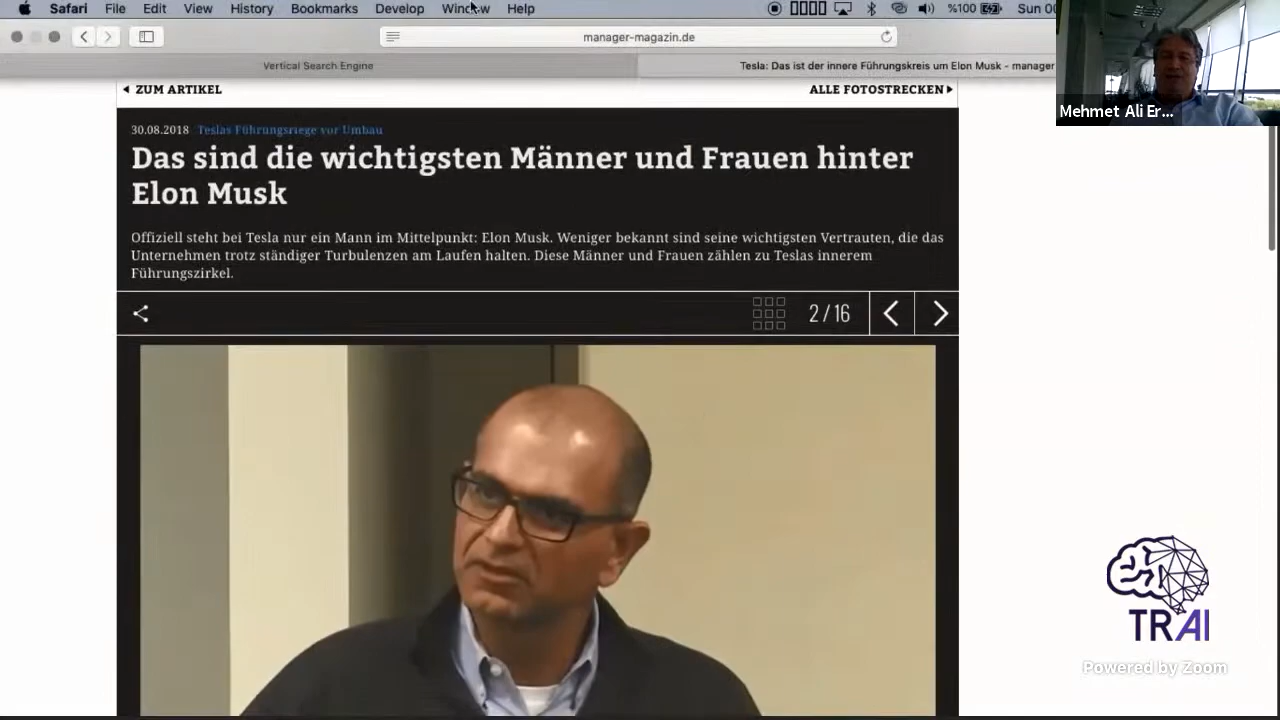 Safari File Edit View History Bookmarks Develop Window Help %100 Sun 00
manager-magazin.de
Vertical Search Engine
Tesla: Das ist der innere Führungskreis um Elon Musk - manager
Mehmet Ali Er...
ZUM ARTIKEL
ALLE FOTOSTRECKEN
30.08.2018 Teslas Führungsriege vor Umbau
Das sind die wichtigsten Männer und Frauen hinter
Elon Musk
Offiziell steht bei Tesla nur ein Mann im Mittelpunkt: Elon Musk. Weniger bekannt sind seine wichtigsten Vertrauten, die das
Unternehmen trotz ständiger Turbulenzen am Laufen halten. Diese Männer und Frauen zählen zu Teslas innerem
Führungszirkel.
2/16
TRAI
Powered by Zoom